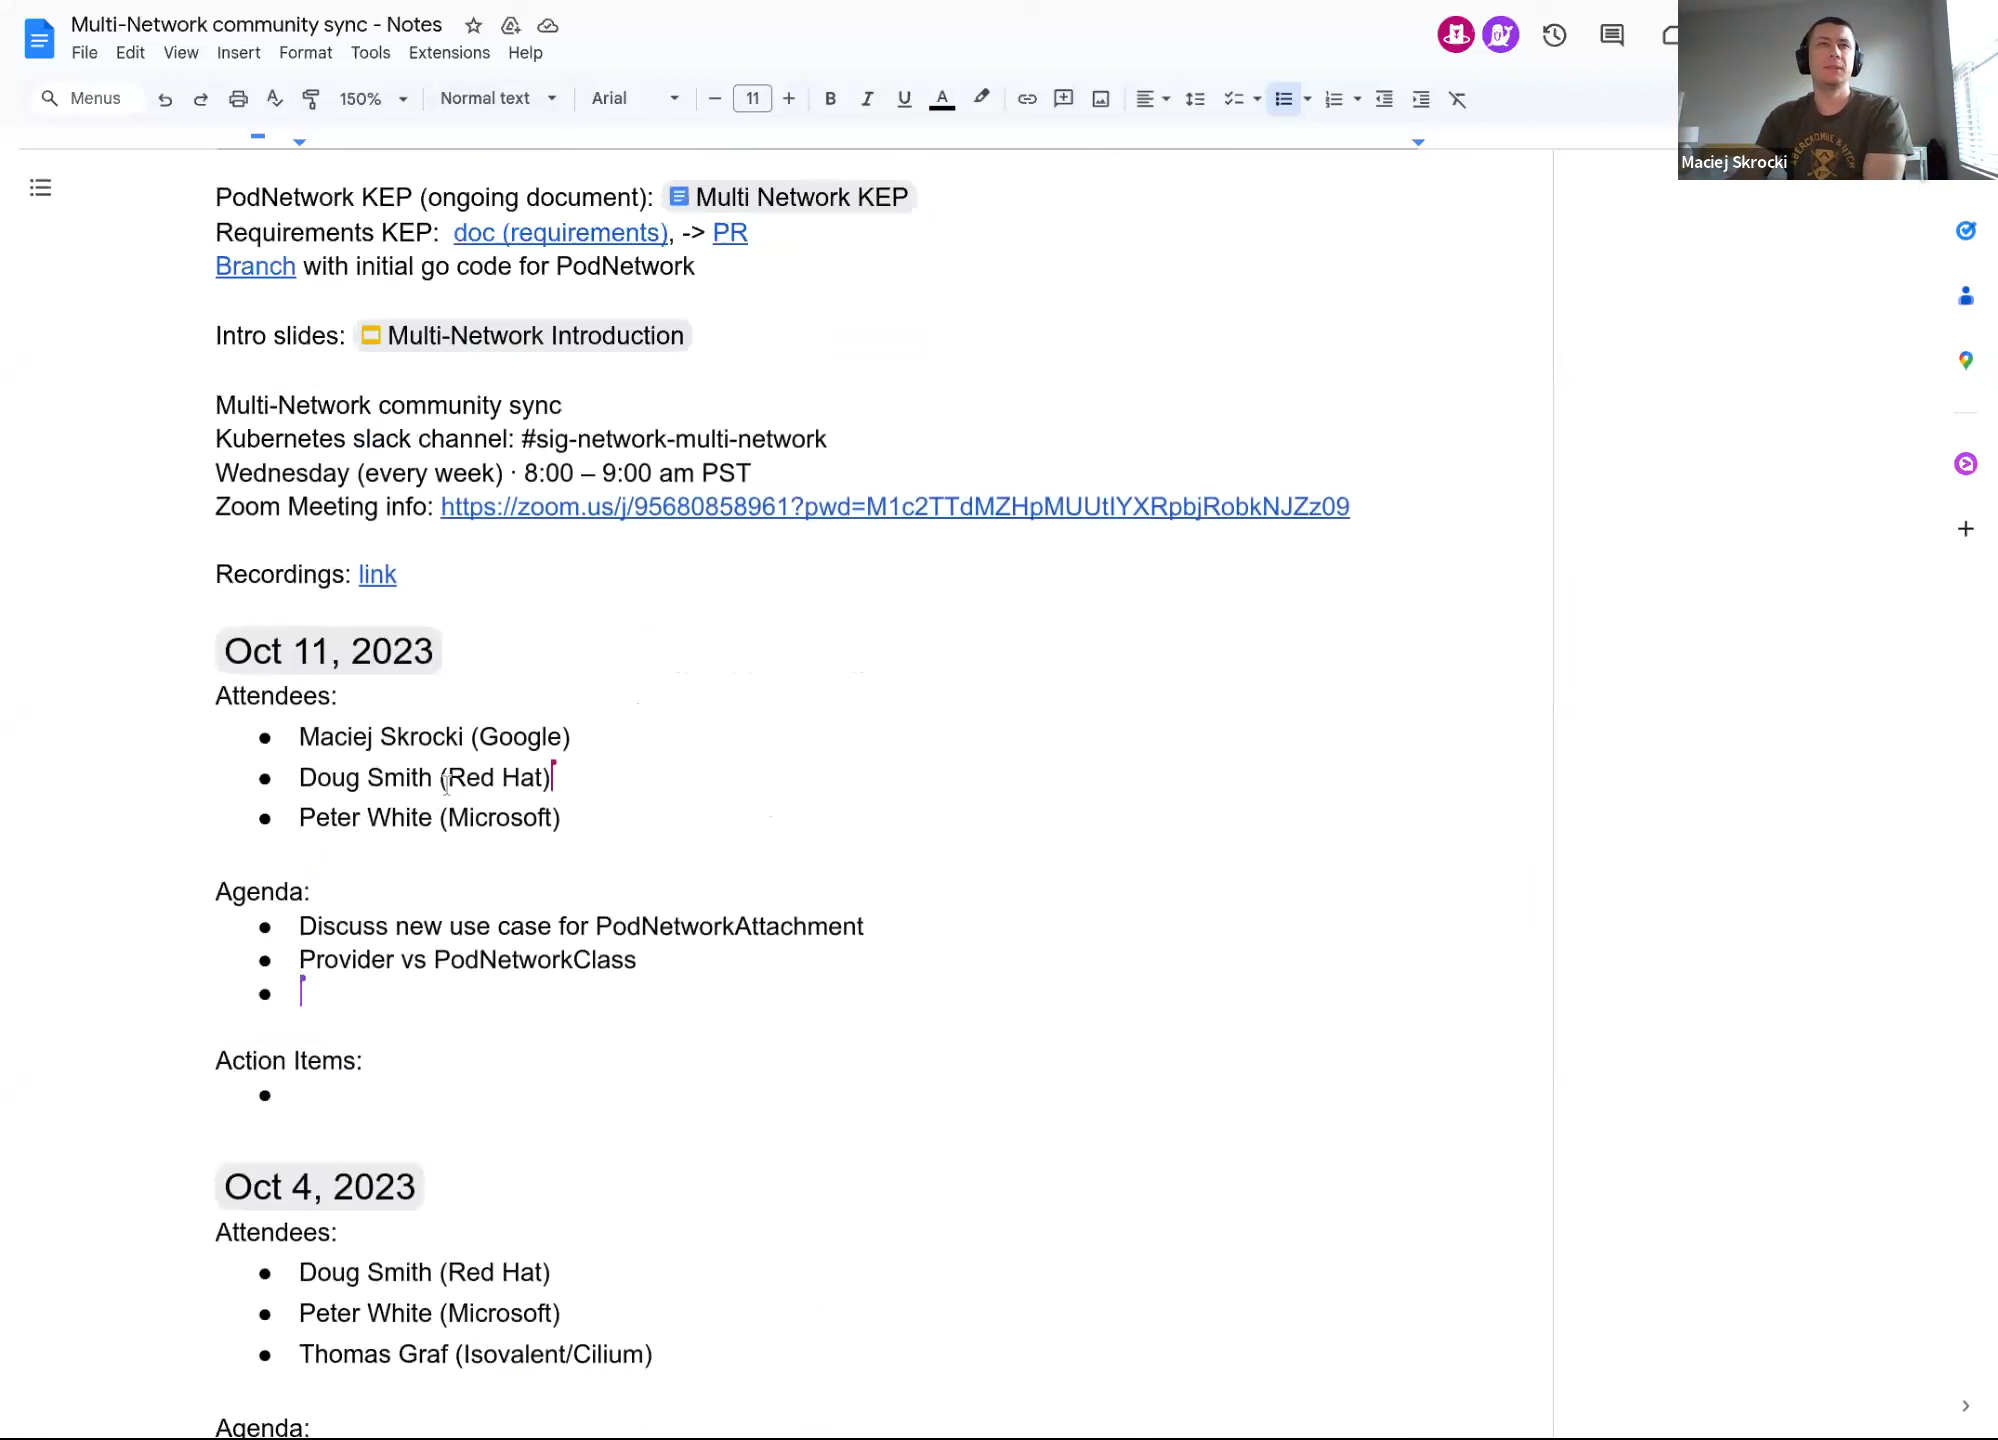 Multi-Network community sync - Notes
File Edit View Insert Format Tools Extensions Help
Menus 150% Normal text Arial 11 B I U A
Maciej Skrocki
PodNetwork KEP (ongoing document): Multi Network KEP
Requirements KEP: doc (requirements), -> PR
Branch with initial go code for PodNetwork
Intro slides: Multi-Network Introduction
Multi-Network community sync
Kubernetes slack channel: #sig-network-multi-network
Wednesday (every week) · 8:00 – 9:00 am PST
Zoom Meeting info: https://zoom.us/j/95680858961?pwd=M1c2TTdMZHpMUUtIYXRpbjRobkNJZz09
Recordings: link
Oct 11, 2023
Attendees:
● Maciej Skrocki (Google)
● Doug Smith (Red Hat)
● Peter White (Microsoft)
Agenda:
● Discuss new use case for PodNetworkAttachment
● Provider vs PodNetworkClass
●
Action Items:
●
Oct 4, 2023
Attendees:
● Doug Smith (Red Hat)
● Peter White (Microsoft)
● Thomas Graf (Isovalent/Cilium)
Agenda: